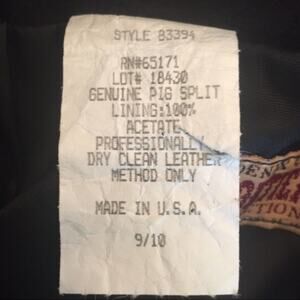 STYLE 83394
RN#65171
LOT# 18430
GENUINE PIG SPLIT
LINING:100%
ACETATE
PROFESSIONALLY
DRY CLEAN LEATHER
METHOD ONLY
MADE IN U.S.A.
9/10